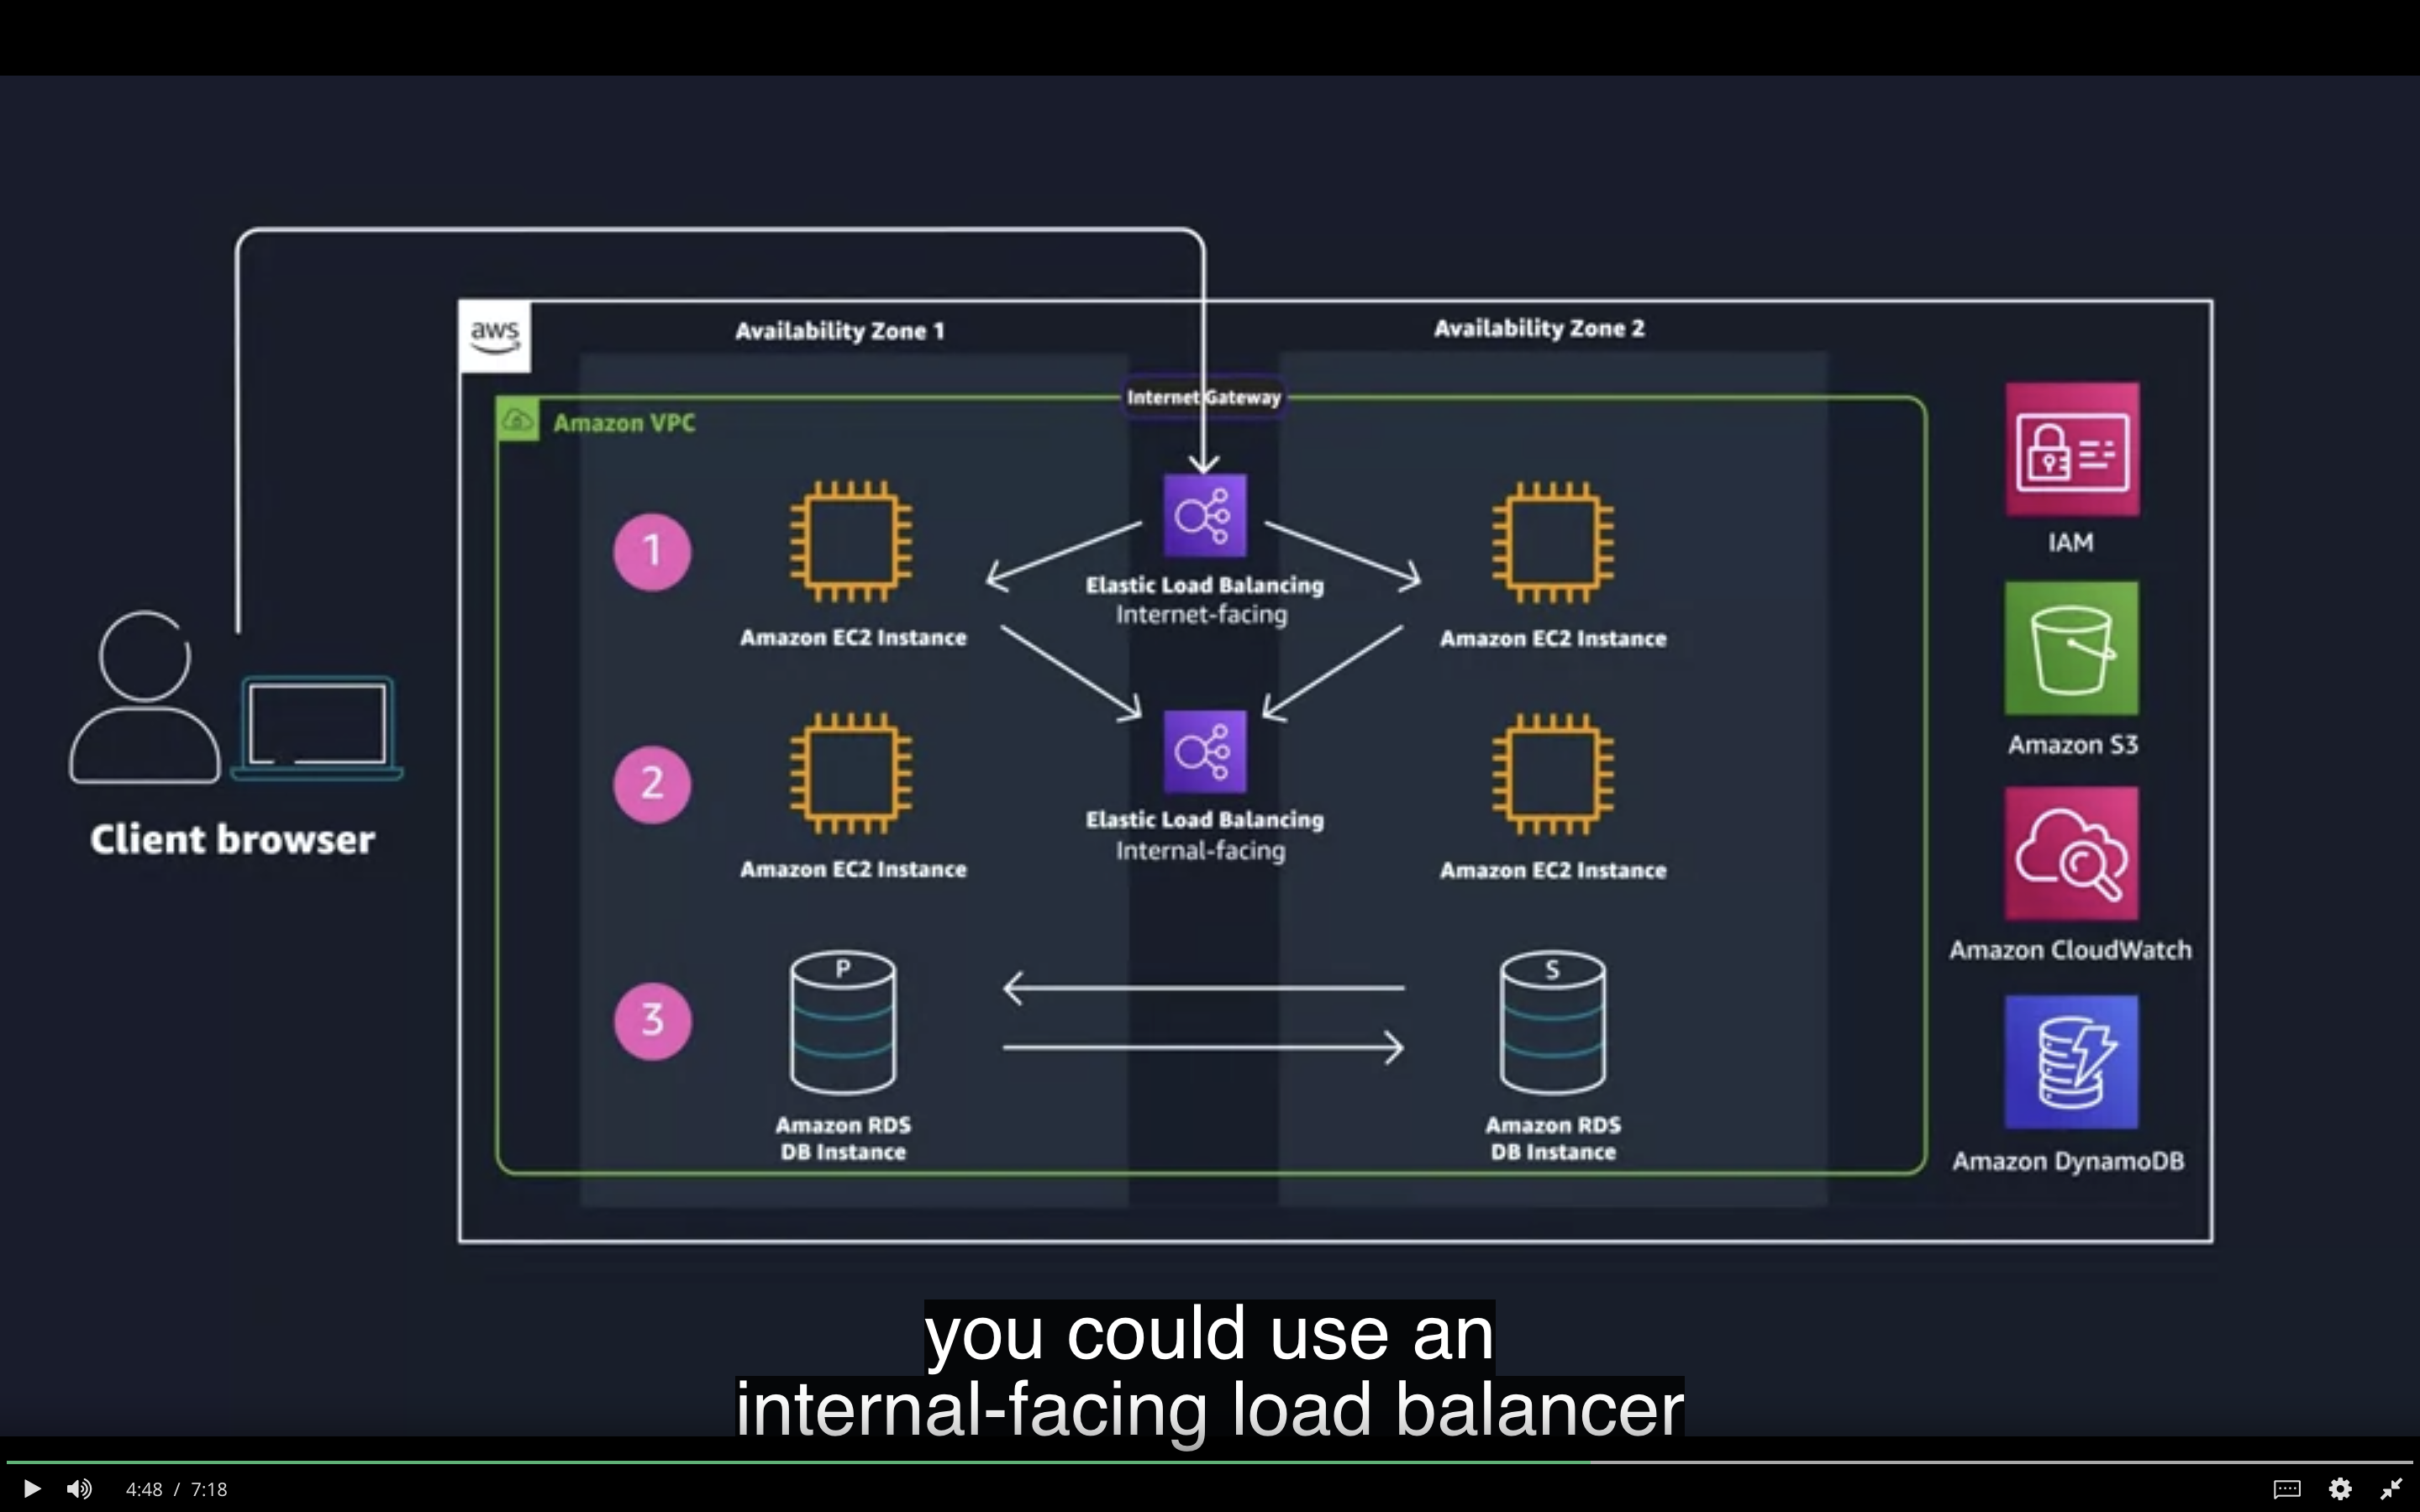 aws
Availability Zone 1
Availability Zone 2
Internet Gateway
Amazon VPC
1
Amazon EC2 Instance
Elastic Load Balancing
Internet-facing
Amazon EC2 Instance
2
Amazon EC2 Instance
Elastic Load Balancing
Internal-facing
Amazon EC2 Instance
3
P
S
Amazon RDS
DB Instance
Amazon RDS
DB Instance
IAM
Amazon S3
Amazon CloudWatch
Amazon DynamoDB
Client browser
you could use an
internal-facing load balancer
4:48 / 7:18